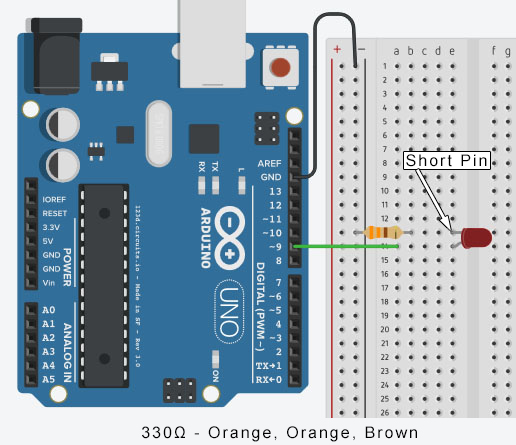 + − a b c d e f g
1
2
3
4
5
6
7
8
9
10
11
12
13
15
16
17
18
19
20
21
22
23
24
25
26
Short Pin
RX
TX
L
AREF
GND
13
12
~11
~10
~9
8
7
~6
~5
4
~3
2
TX→1
RX←0
DIGITAL (PWM~)
ARDUINO
UNO
ON
IOREF
RESET
3.3V
5V
GND
GND
Vin
POWER
A0
A1
A2
A3
A4
A5
ANALOG IN
123d.circuits.io - Made in SF - Rev 1.0
330Ω - Orange, Orange, Brown